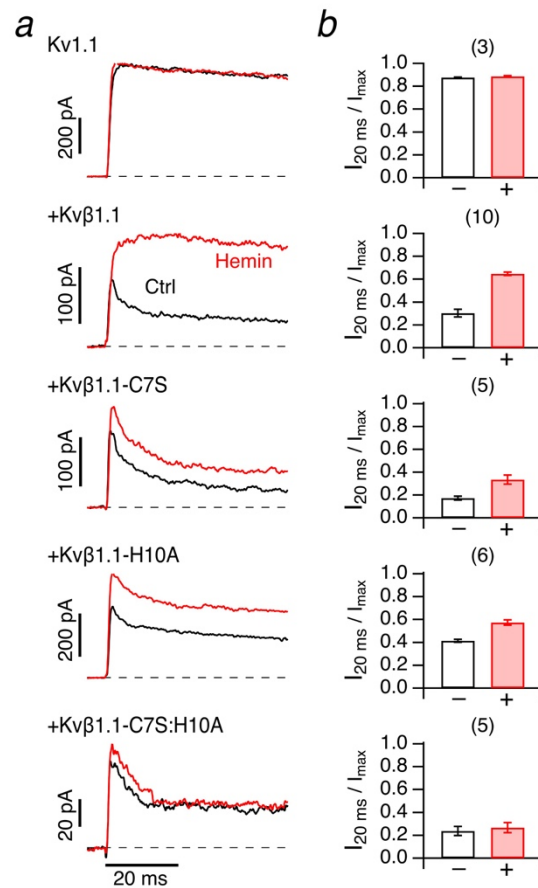 a
b
Kv1.1
200 pA
(3)
I20 ms / Imax
1.0
0.8
0.6
0.4
0.2
0.0
− +
+Kvβ1.1
100 pA
Hemin
Ctrl
(10)
I20 ms / Imax
1.0
0.8
0.6
0.4
0.2
0.0
− +
+Kvβ1.1-C7S
100 pA
(5)
I20 ms / Imax
1.0
0.8
0.6
0.4
0.2
0.0
− +
+Kvβ1.1-H10A
200 pA
(6)
I20 ms / Imax
1.0
0.8
0.6
0.4
0.2
0.0
− +
+Kvβ1.1-C7S:H10A
20 pA
20 ms
(5)
I20 ms / Imax
1.0
0.8
0.6
0.4
0.2
0.0
− +